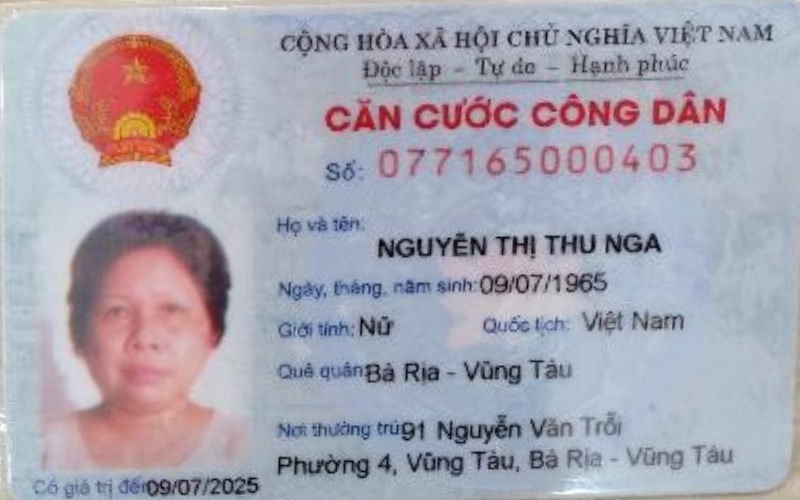 CỘNG HÒA XÃ HỘI CHỦ NGHĨA VIỆT NAM
Độc lập - Tự do - Hạnh phúc
CĂN CƯỚC CÔNG DÂN
Số: 077165000403
Họ và tên:
NGUYỄN THỊ THU NGA
Ngày, tháng, năm sinh: 09/07/1965
Giới tính: Nữ Quốc tịch: Việt Nam
Quê quán: Bà Rịa - Vũng Tàu
Nơi thường trú: 91 Nguyễn Văn Trỗi
Phường 4, Vũng Tàu, Bà Rịa - Vũng Tàu
Có giá trị đến 09/07/2025